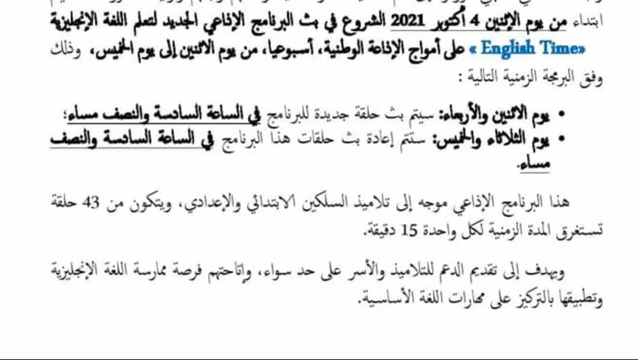 ابتداء من يوم الإثنين 4 أكتوبر 2021 الشروع في بث البرنامج الإذاعي الجديد لتعلم اللغة الإنجليزية
«English Time» على أمواج الإذاعة الوطنية، أسبوعيا، من يوم الاثنين إلى يوم الخميس، وذلك
وفق البرمجة الزمنية التالية :
• يوم الاثنين والأربعاء: سيتم بث حلقة جديدة للبرنامج في الساعة السادسة والنصف مساء؛
• يوم الثلاثاء والخميس: ستتم إعادة بث حلقات هذا البرنامج في الساعة السادسة والنصف
مساء.
هذا البرنامج الإذاعي موجه إلى تلاميذ السلكين الابتدائي والإعدادي، ويتكون من 43 حلقة
تستغرق المدة الزمنية لكل واحدة 15 دقيقة.
ويهدف إلى تقديم الدعم للتلاميذ والأسر على حد سواء، وإتاحتهم فرصة ممارسة اللغة الإنجليزية
وتطبيقها بالتركيز على مهارات اللغة الأساسية.